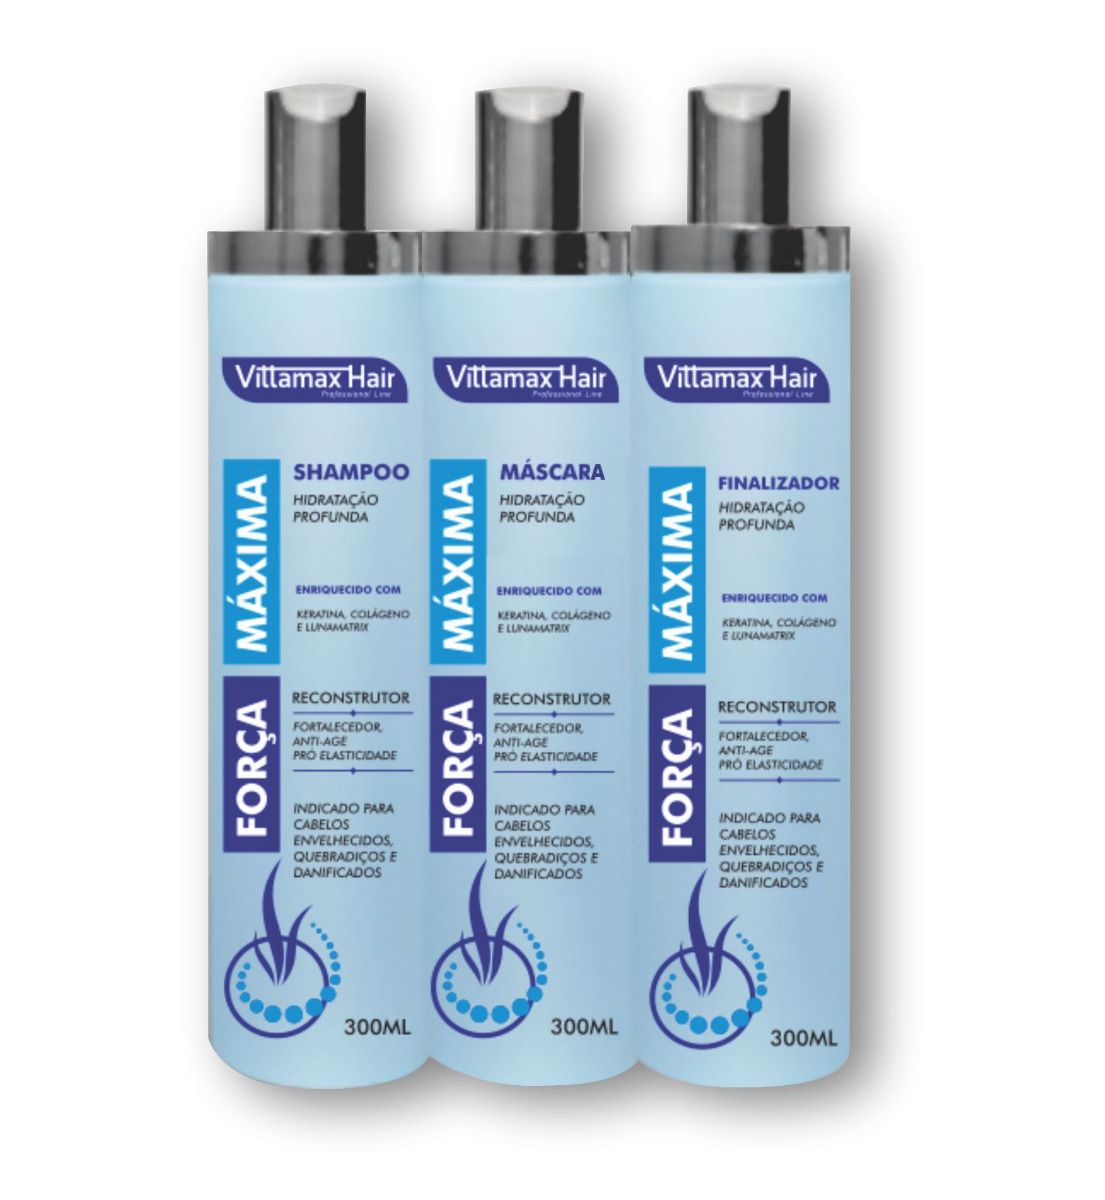 Vittamax Hair
Professional Line
SHAMPOO
HIDRATAÇÃO
PROFUNDA
MÁXIMA
ENRIQUECIDO COM
KERATINA, COLÁGENO
E LUNAMATRIX
FORÇA
RECONSTRUTOR
FORTALECEDOR,
ANTI-AGE
PRÓ ELASTICIDADE
INDICADO PARA
CABELOS
ENVELHECIDOS,
QUEBRADIÇOS E
DANIFICADOS
300ML
Vittamax Hair
Professional Line
MÁSCARA
HIDRATAÇÃO
PROFUNDA
MÁXIMA
ENRIQUECIDO COM
KERATINA, COLÁGENO
E LUNAMATRIX
FORÇA
RECONSTRUTOR
FORTALECEDOR,
ANTI-AGE
PRÓ ELASTICIDADE
INDICADO PARA
CABELOS
ENVELHECIDOS,
QUEBRADIÇOS E
DANIFICADOS
300ML
Vittamax Hair
Professional Line
FINALIZADOR
HIDRATAÇÃO
PROFUNDA
MÁXIMA
ENRIQUECIDO COM
KERATINA, COLÁGENO
E LUNAMATRIX
FORÇA
RECONSTRUTOR
FORTALECEDOR,
ANTI-AGE
PRÓ ELASTICIDADE
INDICADO PARA
CABELOS
ENVELHECIDOS,
QUEBRADIÇOS E
DANIFICADOS
300ML